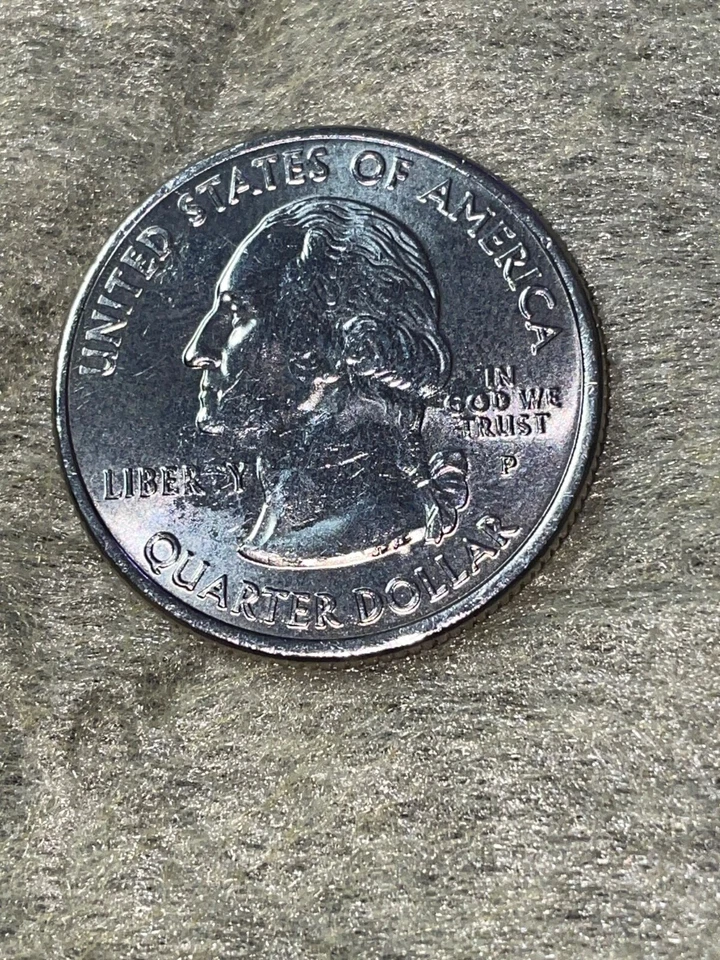 UNITED STATES OF AMERICA
IN
GOD WE
TRUST
P
LIBERTY
QUARTER DOLLAR